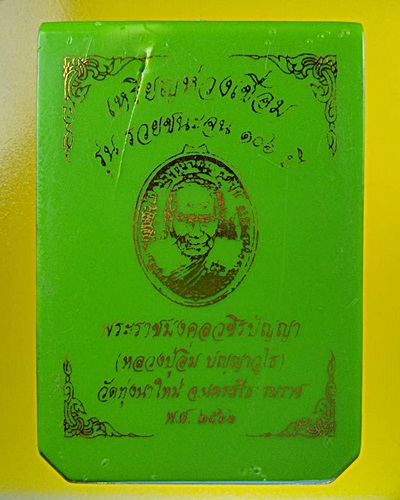 เหรียญห่วงเชื่อม
รุ่น รวยชนะจน ๑๐๖ ปี
พระราชมงคลวชิรปัญญา
(หลวงปู่อิ่ม ปญฺญาวุโธ)
วัดทุ่งนาใหม่ จ.นครศรีธรรมราช
พ.ศ. ๒๕๖๖